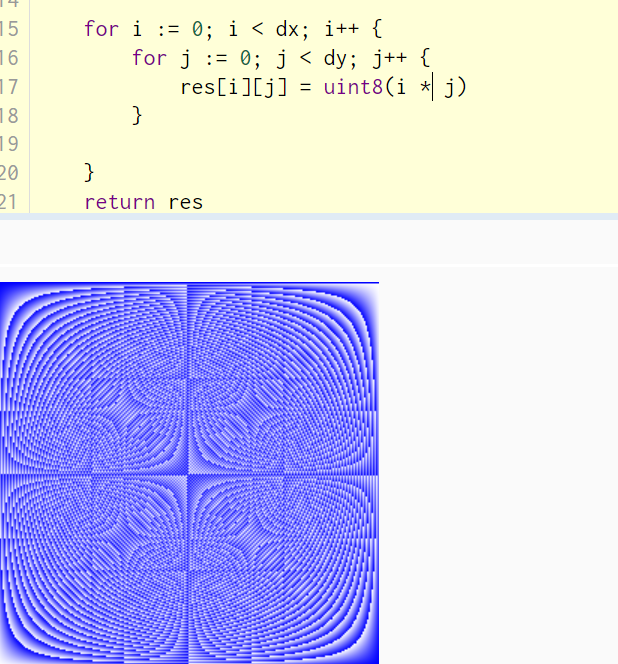 15 for i := 0; i < dx; i++ {
16 for j := 0; j < dy; j++ {
17 res[i][j] = uint8(i * j)
18 }
19
20 }
21 return res